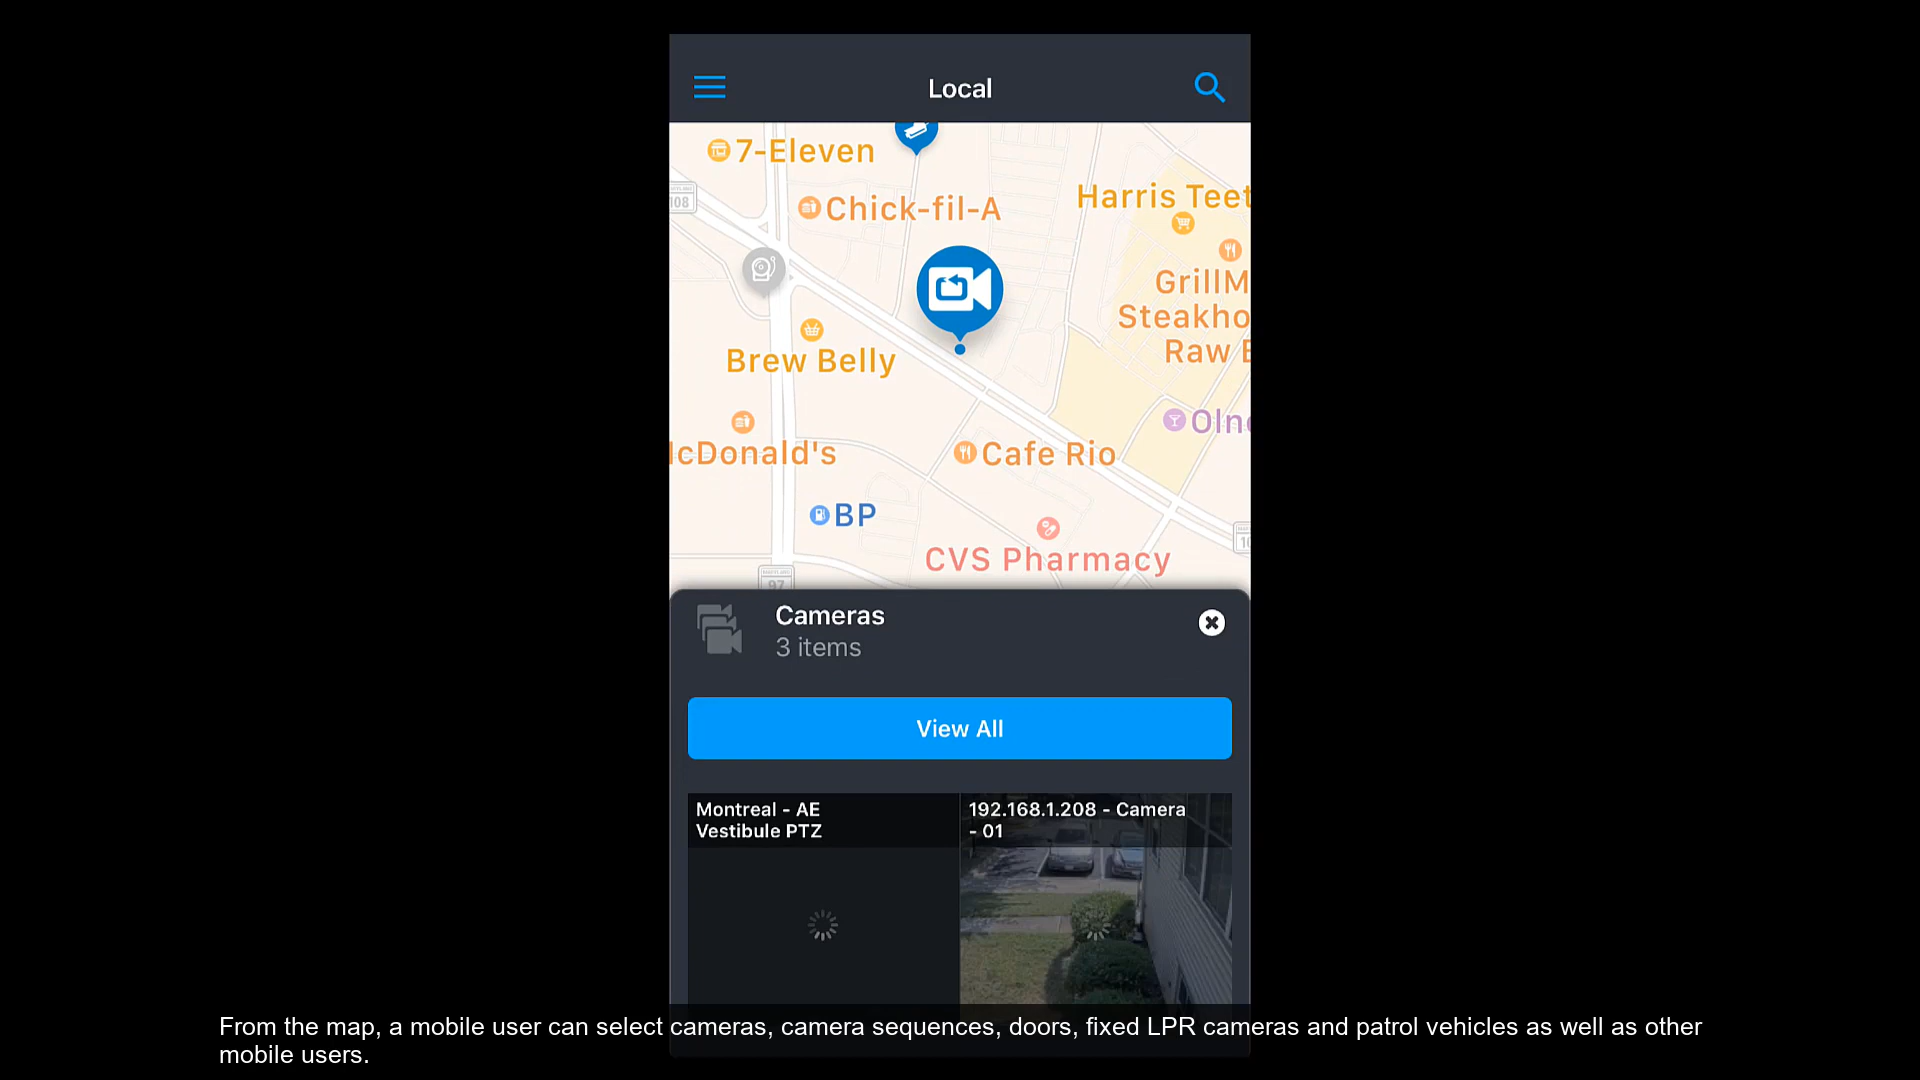 Local
7-Eleven
108
Chick-fil-A
Harris Teet
GrillM
Steakho
Raw
Brew Belly
Oln
cDonald's
Cafe Rio
BP
CVS Pharmacy
97
Cameras
3 items
View All
Montreal - AE
Vestibule PTZ
192.168.1.208 - Camera
- 01
From the map, a mobile user can select cameras, camera sequences, doors, fixed LPR cameras and patrol vehicles as well as other
mobile users.